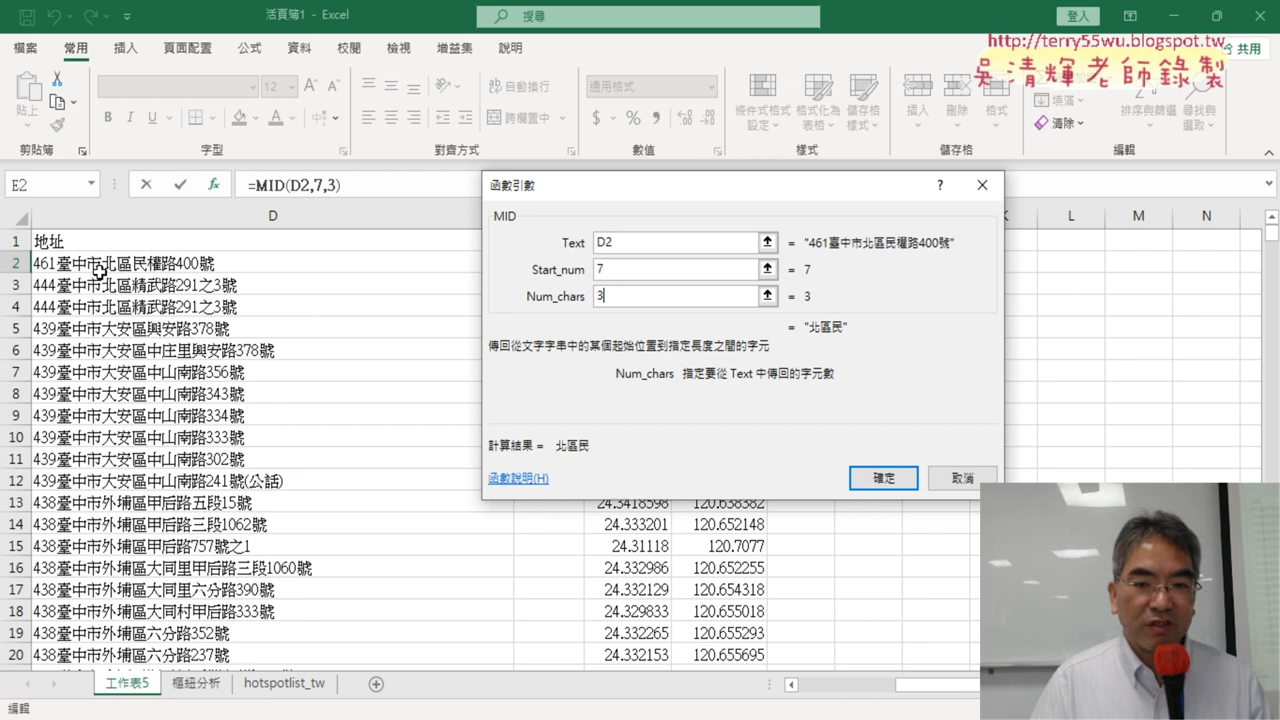 活頁簿1 - Excel
搜尋
登入
http://terry55wu.blogspot.tw
吳清輝老師錄製
檔案 常用 插入 頁面配置 公式 資料 校閱 檢視 增益集 說明
共用
貼上
12
自動換行
跨欄置中
通用格式
條件式格式設定
格式化為表格
儲存格樣式
插入
刪除
格式
填滿
清除
排序與篩選
尋找與選取
剪貼簿 字型 對齊方式 數值 樣式 儲存格 編輯
E2
=MID(D2,7,3)
D K L M N
1 地址
2 461臺中市北區民權路400號
3 444臺中市北區精武路291之3號
4 444臺中市北區精武路291之3號
5 439臺中市大安區興安路378號
6 439臺中市大安區中庄里興安路378號
7 439臺中市大安區中山南路356號
8 439臺中市大安區中山南路343號
9 439臺中市大安區中山南路334號
10 439臺中市大安區中山南路333號
11 439臺中市大安區中山南路302號
12 439臺中市大安區中山南路241號(公話)
13 438臺中市外埔區甲后路五段15號 24.3418598 120.638382
14 438臺中市外埔區甲后路三段1062號 24.333201 120.652148
15 438臺中市外埔區甲后路757號之1 24.31118 120.7077
16 438臺中市外埔區大同里甲后路三段1060號 24.332986 120.652255
17 438臺中市外埔區大同里六分路390號 24.332129 120.654318
18 438臺中市外埔區大同村甲后路333號 24.329833 120.655018
19 438臺中市外埔區六分路352號 24.332265 120.655293
20 438臺中市外埔區六分路237號 24.332153 120.655695
函數引數
?
MID
Text D2 = "461臺中市北區民權路400號"
Start_num 7 = 7
Num_chars 3 = 3
= "北區民"
傳回從文字字串中的某個起始位置到指定長度之間的字元
Num_chars 指定要從 Text 中傳回的字元數
計算結果 = 北區民
函數說明(H)
確定
取消
工作表5 櫃紐分析 hotspotlist_tw
編輯